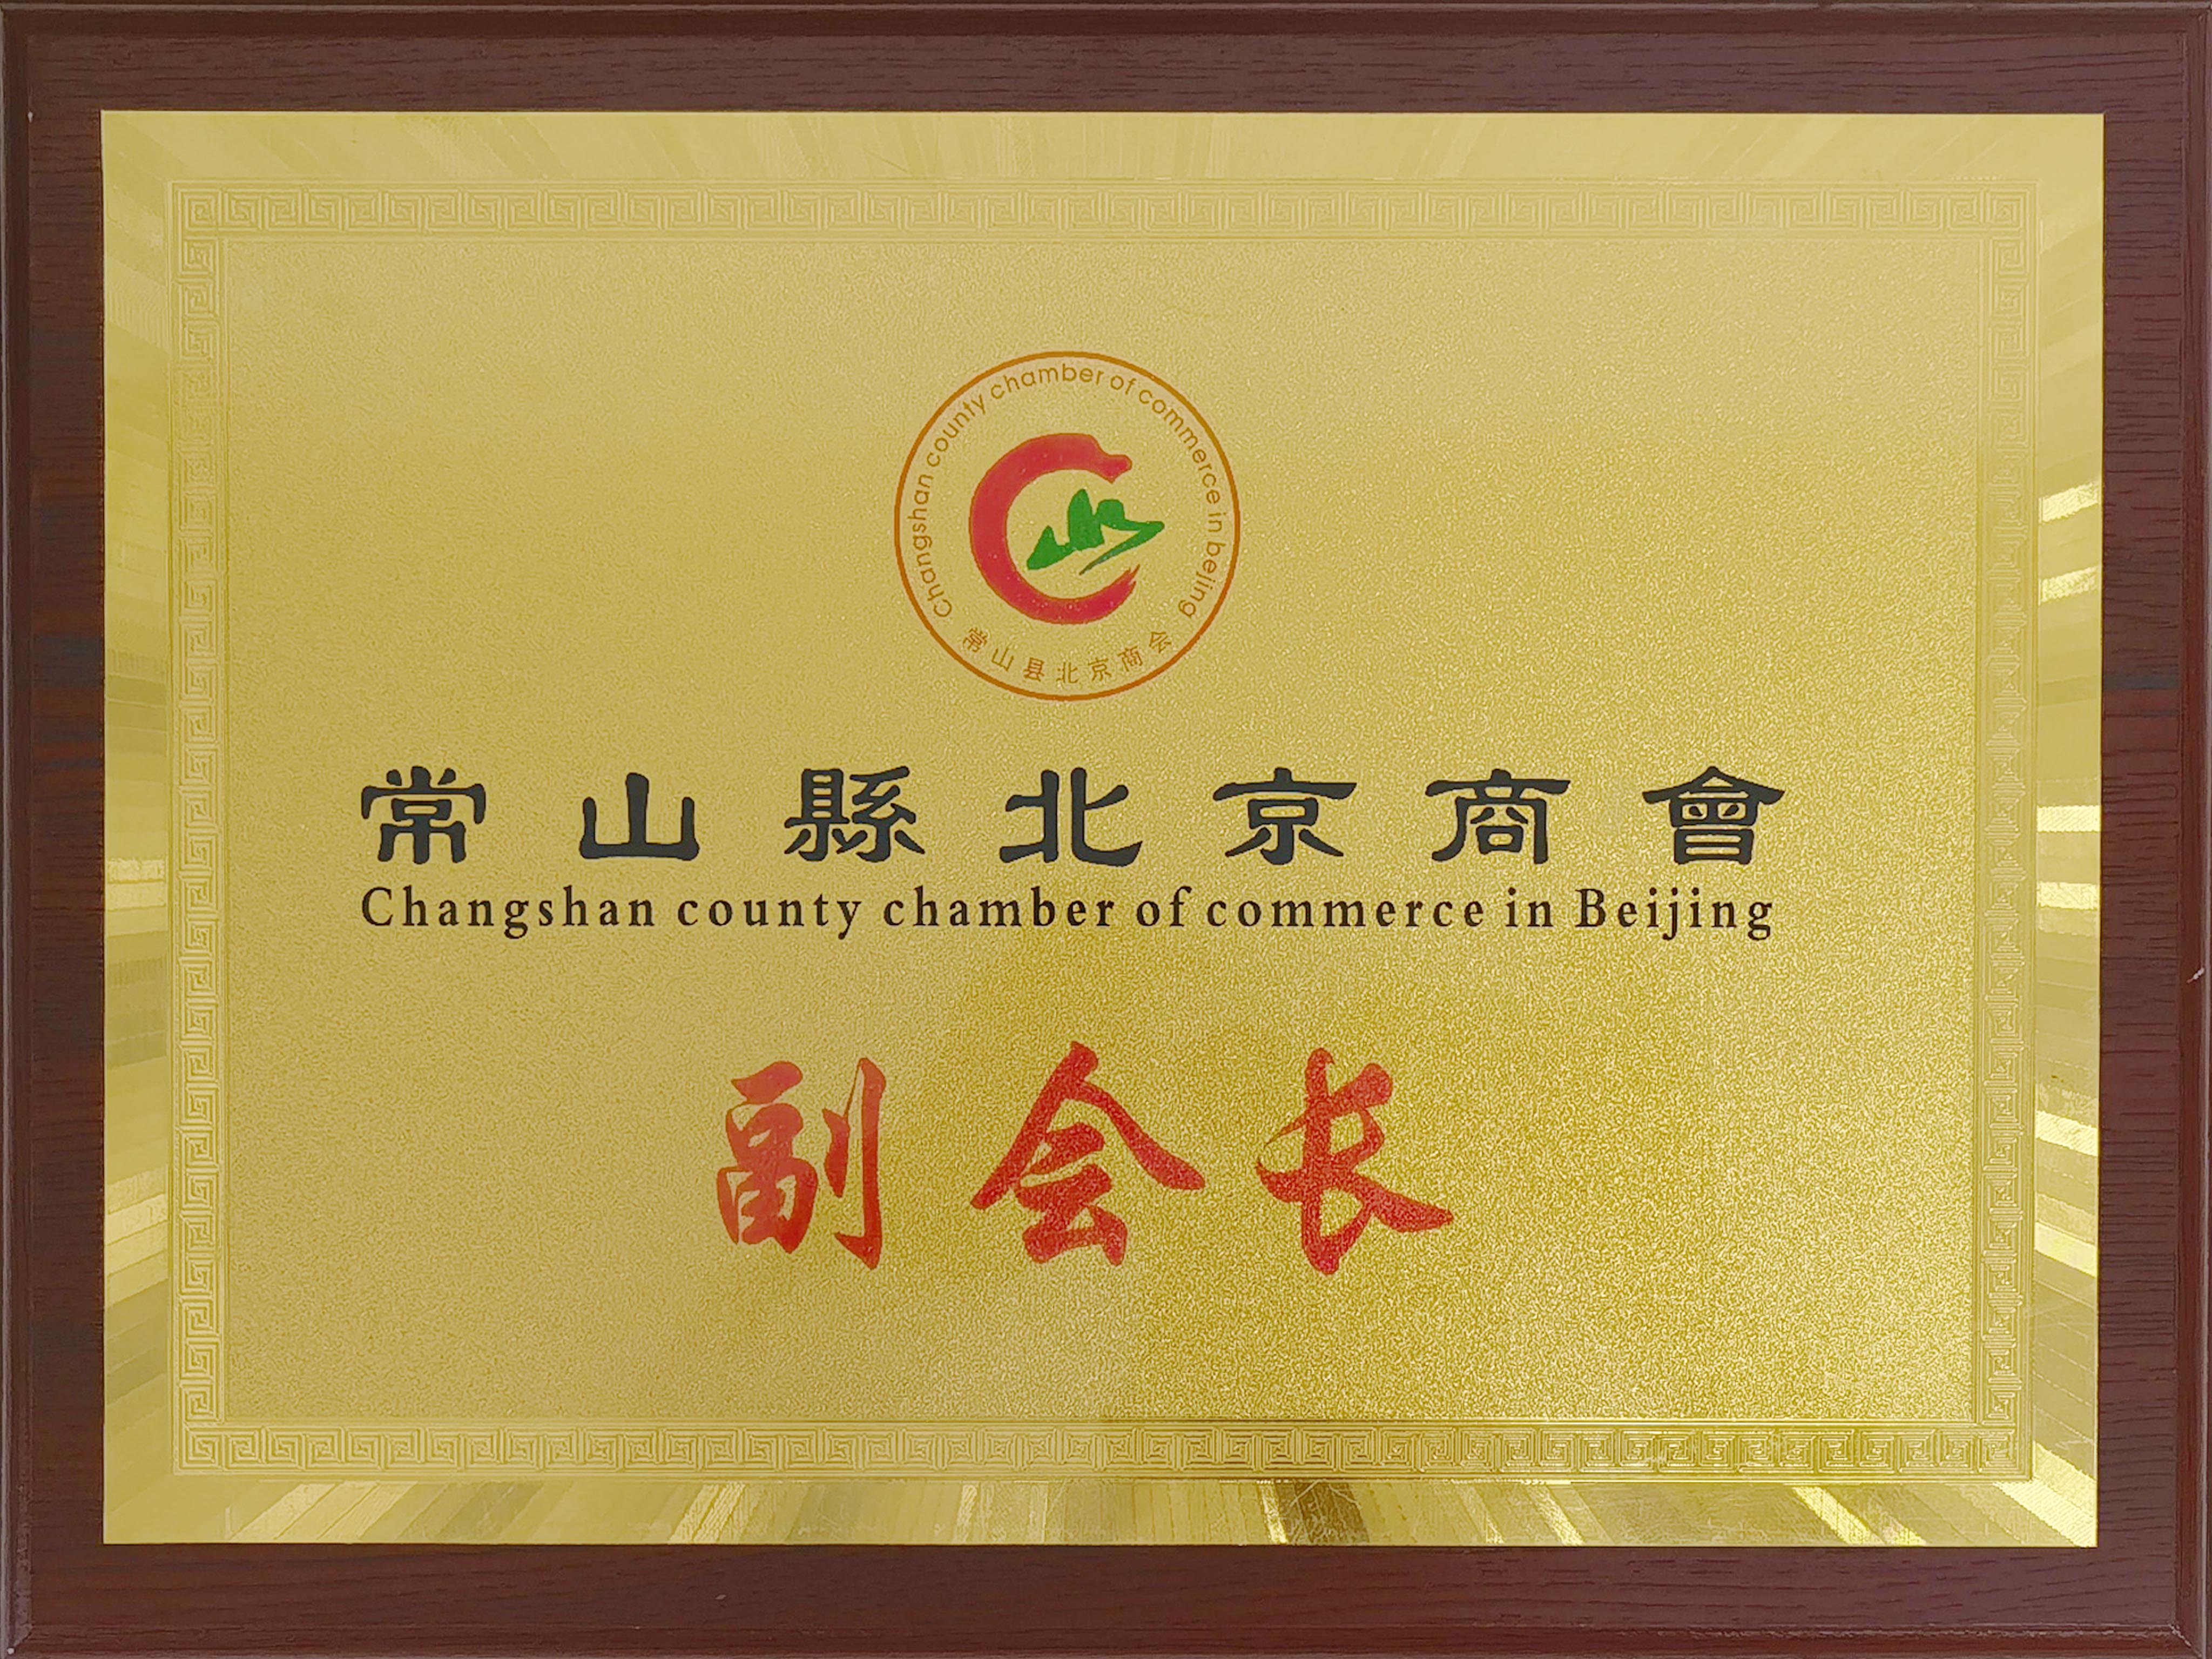 Changshan county chamber of commerce in beijing
常山县北京商会
常山縣北京商會
Changshan county chamber of commerce in Beijing
副会长